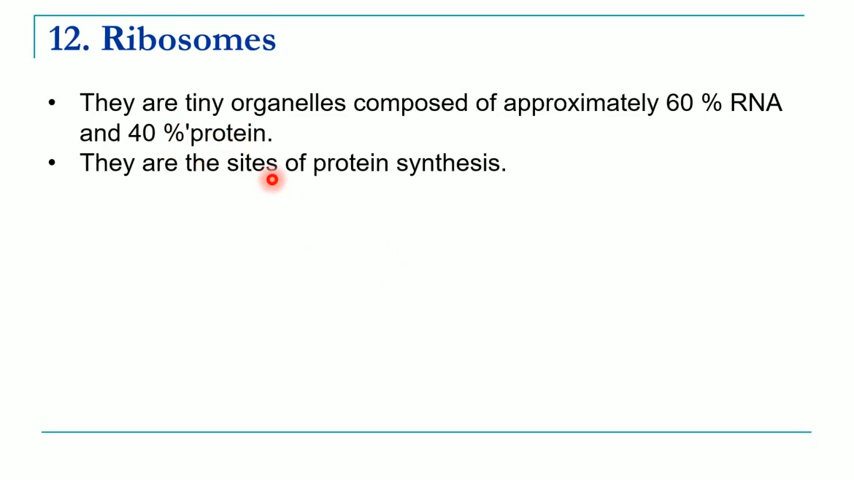 12. Ribosomes
• They are tiny organelles composed of approximately 60 % RNA
and 40 %'protein.
• They are the sites of protein synthesis.